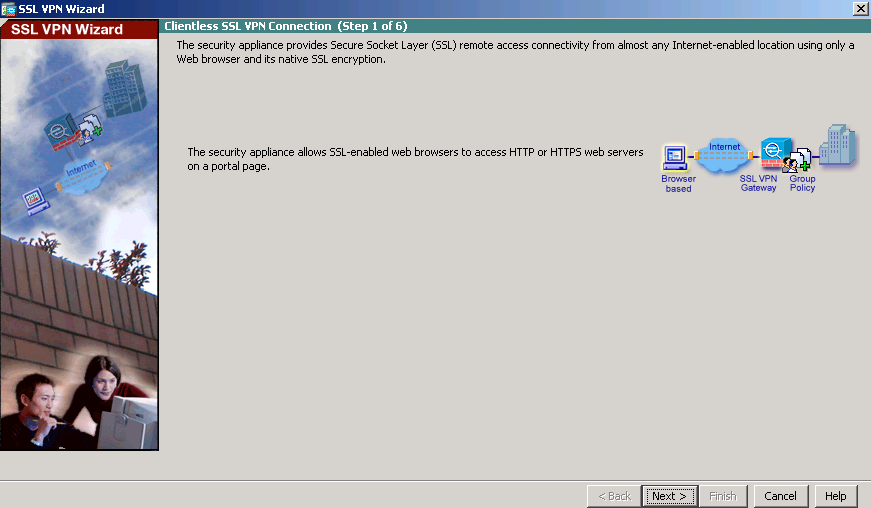 SSL VPN Wizard
SSL VPN Wizard
Clientless SSL VPN Connection (Step 1 of 6)
The security appliance provides Secure Socket Layer (SSL) remote access connectivity from almost any Internet-enabled location using only a
Web browser and its native SSL encryption.
Internet
The security appliance allows SSL-enabled web browsers to access HTTP or HTTPS web servers
on a portal page.
Internet
Browser
based
SSL VPN
Gateway
Group
Policy
< Back
Next >
Finish
Cancel
Help